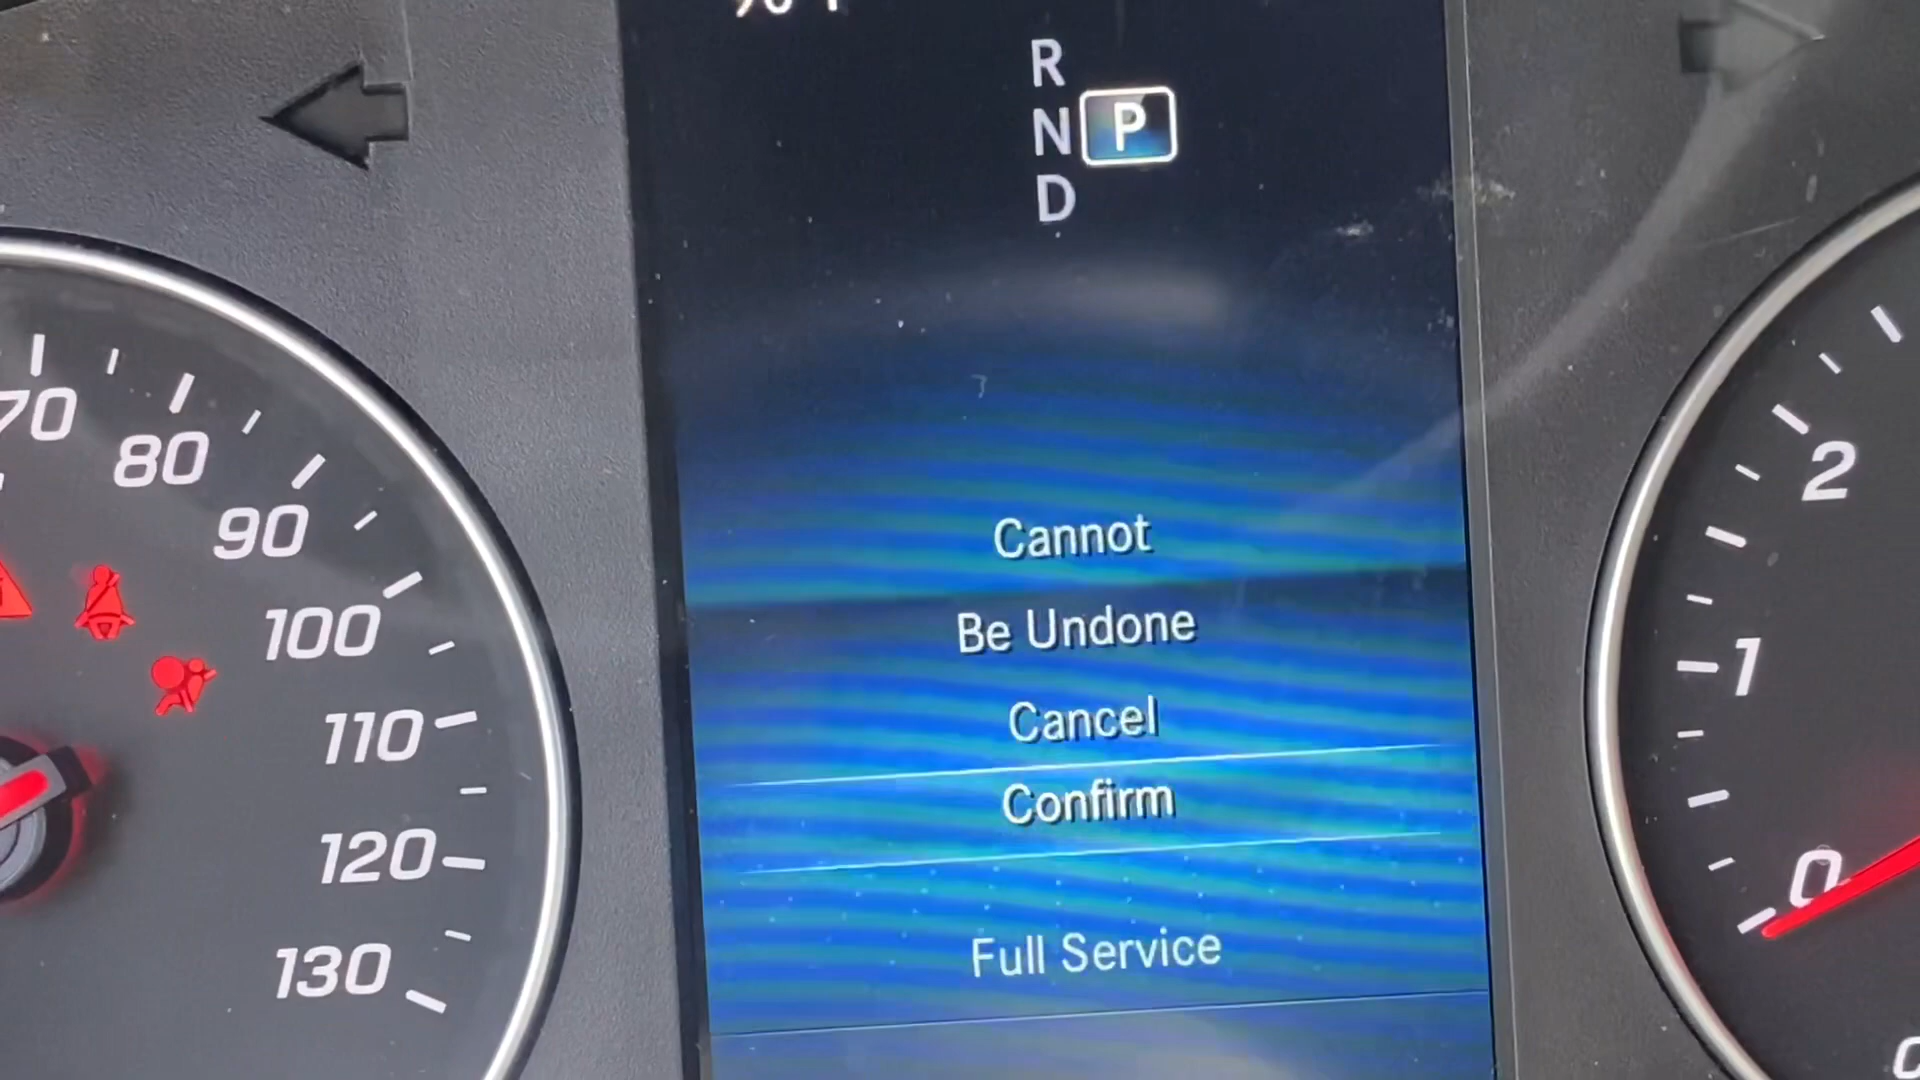 R
N P
D
70
80
90
100
110
120
130
2
1
0
Cannot
Be Undone
Cancel
Confirm
Full Service